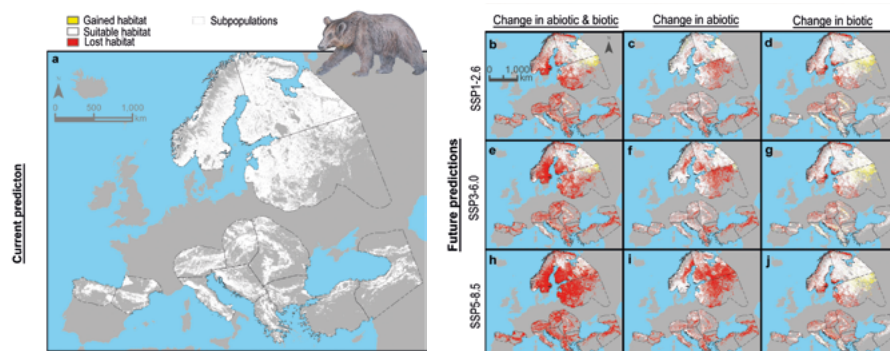 Gained habitat
Suitable habitat
Lost habitat
Subpopulations
a
N
0 500 1,000
km
Current predicton
Change in abiotic & biotic
Change in abiotic
Change in biotic
Future predictions
SSP1-2.6
b
0 1,000
km
c
d
SSP3-6.0
e
f
g
SSP5-8.5
h
i
j